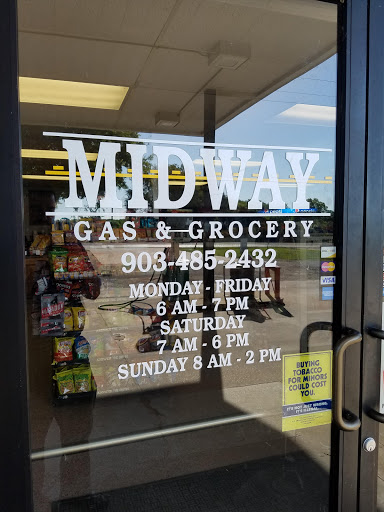 MIDWAY
GAS & GROCERY
903-485-2432
MONDAY - FRIDAY
6 AM - 7 PM
SATURDAY
7 AM - 6 PM
SUNDAY 8 AM - 2 PM
VISA
BUYING
TOBACCO
FOR MINORS
COULD COST
YOU.